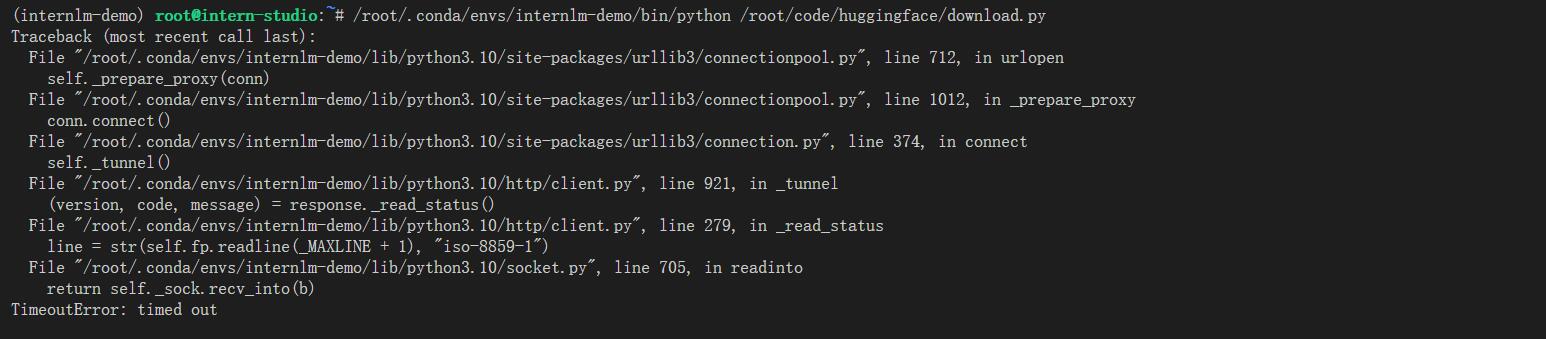 (internlm-demo) root@intern-studio:~# /root/.conda/envs/internlm-demo/bin/python /root/code/huggingface/download.py
Traceback (most recent call last):
  File "/root/.conda/envs/internlm-demo/lib/python3.10/site-packages/urllib3/connectionpool.py", line 712, in urlopen
    self._prepare_proxy(conn)
  File "/root/.conda/envs/internlm-demo/lib/python3.10/site-packages/urllib3/connectionpool.py", line 1012, in _prepare_proxy
    conn.connect()
  File "/root/.conda/envs/internlm-demo/lib/python3.10/site-packages/urllib3/connection.py", line 374, in connect
    self._tunnel()
  File "/root/.conda/envs/internlm-demo/lib/python3.10/http/client.py", line 921, in _tunnel
    (version, code, message) = response._read_status()
  File "/root/.conda/envs/internlm-demo/lib/python3.10/http/client.py", line 279, in _read_status
    line = str(self.fp.readline(_MAXLINE + 1), "iso-8859-1")
  File "/root/.conda/envs/internlm-demo/lib/python3.10/socket.py", line 705, in readinto
    return self._sock.recv_into(b)
TimeoutError: timed out